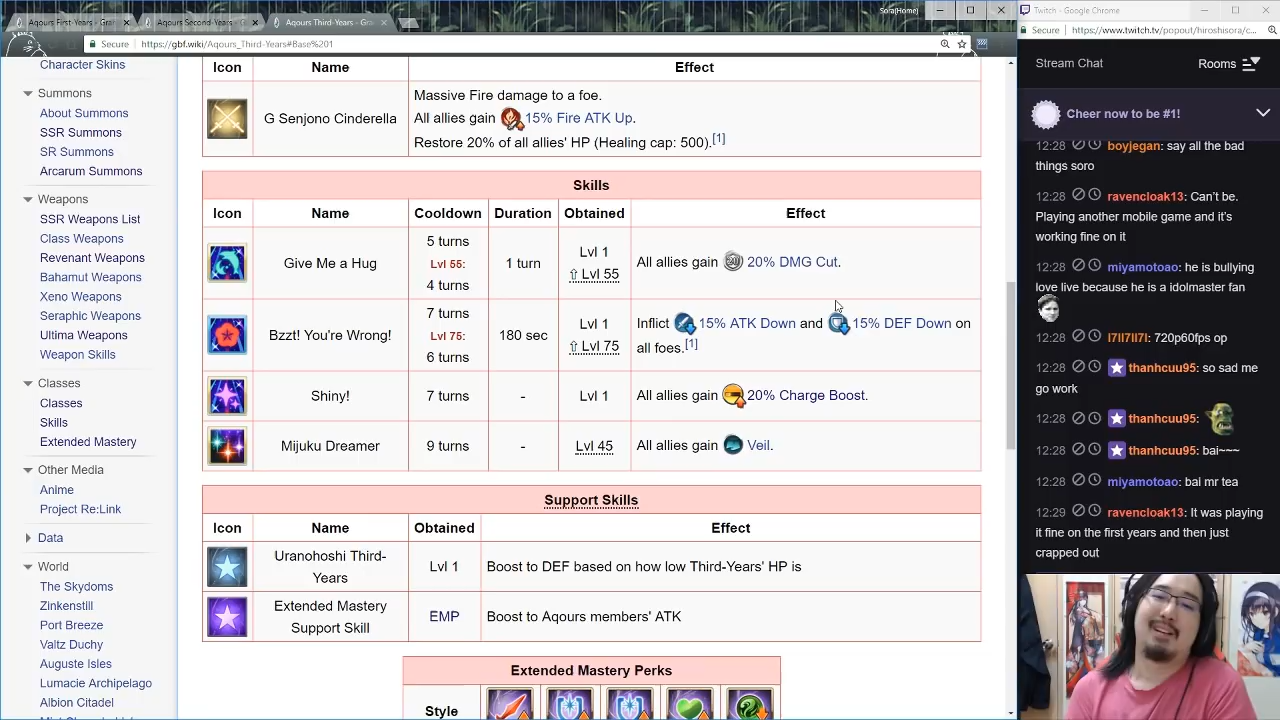 Sora(Home)
Aqours First-Years - Gra
Aqours Second-Years - G
Aqours Third-Years - Gra
Secure
https://gbf.wiki/Aqours_Third-Years#Base%201
Character Skins
Summons
About Summons
SSR Summons
SR Summons
Arcarum Summons
Weapons
SSR Weapons List
Class Weapons
Revenant Weapons
Bahamut Weapons
Xeno Weapons
Seraphic Weapons
Ultima Weapons
Weapon Skills
Classes
Classes
Skills
Extended Mastery
Other Media
Anime
Project Re:Link
Data
World
The Skydoms
Zinkenstill
Port Breeze
Valtz Duchy
Auguste Isles
Lumacie Archipelago
Albion Citadel
Icon Name Effect
G Senjono Cinderella
Massive Fire damage to a foe.
All allies gain 15% Fire ATK Up.
Restore 20% of all allies' HP (Healing cap: 500).[1]
Skills
Icon Name Cooldown Duration Obtained Effect
Give Me a Hug
5 turns
Lvl 55:
4 turns
1 turn
Lvl 1
⇧Lvl 55
All allies gain 20% DMG Cut.
Bzzt! You're Wrong!
7 turns
Lvl 75:
6 turns
180 sec
Lvl 1
⇧Lvl 75
Inflict 15% ATK Down and 15% DEF Down on
all foes.[1]
Shiny! 7 turns - Lvl 1 All allies gain 20% Charge Boost.
Mijuku Dreamer 9 turns - Lvl 45 All allies gain Veil.
Support Skills
Icon Name Obtained Effect
Uranohoshi Third-
Years
Lvl 1
Boost to DEF based on how low Third-Years' HP is
Extended Mastery
Support Skill
EMP
Boost to Aqours members' ATK
Extended Mastery Perks
Style
Twitch - Google Chrome
Secure
https://www.twitch.tv/popout/hiroshisora/c...
Stream Chat
Rooms
Cheer now to be #1!
12:28 boyjegan: say all the bad
things soro
12:28 ravencloak13: Can't be.
Playing another mobile game and it's
working fine on it
12:28 miyamotoao: he is bullying
love live because he is a idolmaster fan
12:28 l7ll7ll7l: 720p60fps op
12:28 thanhcuu95: so sad me
go work
12:28 thanhcuu95:
12:28 thanhcuu95: bai~~~
12:28 miyamotoao: bai mr tea
12:29 ravencloak13: It was playing
it fine on the first years and then just
crapped out